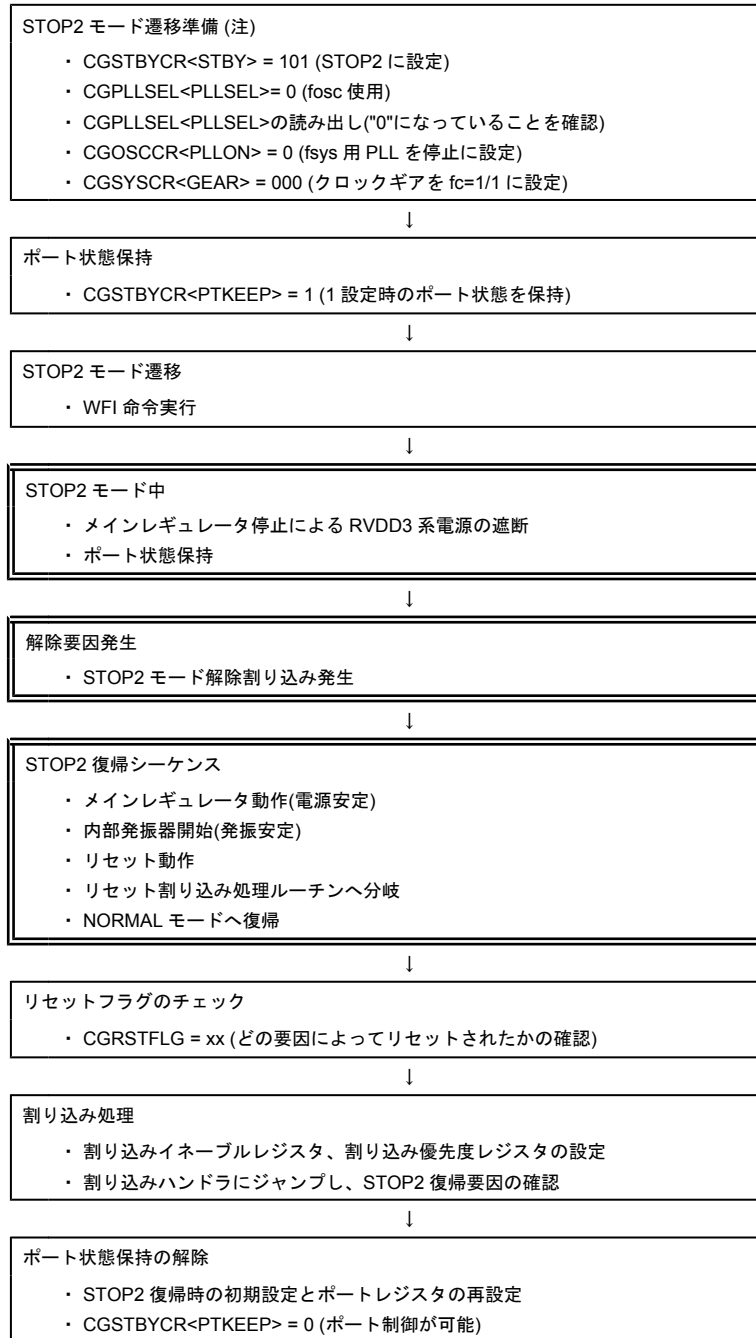 STOP2 モード遷移準備 (注)
・ CGSTBYCR<STBY> = 101 (STOP2 に設定)
・ CGPLLSEL<PLLSEL>= 0 (fosc 使用)
・ CGPLLSEL<PLLSEL>の読み出し("0"になっていることを確認)
・ CGOSCCR<PLLON> = 0 (fsys 用 PLL を停止に設定)
・ CGSYSCR<GEAR> = 000 (クロックギアを fc=1/1 に設定)
↓
ポート状態保持
・ CGSTBYCR<PTKEEP> = 1 (1 設定時のポート状態を保持)
↓
STOP2 モード遷移
・ WFI 命令実行
↓
STOP2 モード中
・ メインレギュレータ停止による RVDD3 系電源の遮断
・ ポート状態保持
↓
解除要因発生
・ STOP2 モード解除割り込み発生
↓
STOP2 復帰シーケンス
・ メインレギュレータ動作(電源安定)
・ 内部発振器開始(発振安定)
・ リセット動作
・ リセット割り込み処理ルーチンへ分岐
・ NORMAL モードへ復帰
↓
リセットフラグのチェック
・ CGRSTFLG = xx (どの要因によってリセットされたかの確認)
↓
割り込み処理
・ 割り込みイネーブルレジスタ、割り込み優先度レジスタの設定
・ 割り込みハンドラにジャンプし、STOP2 復帰要因の確認
↓
ポート状態保持の解除
・ STOP2 復帰時の初期設定とポートレジスタの再設定
・ CGSTBYCR<PTKEEP> = 0 (ポート制御が可能)